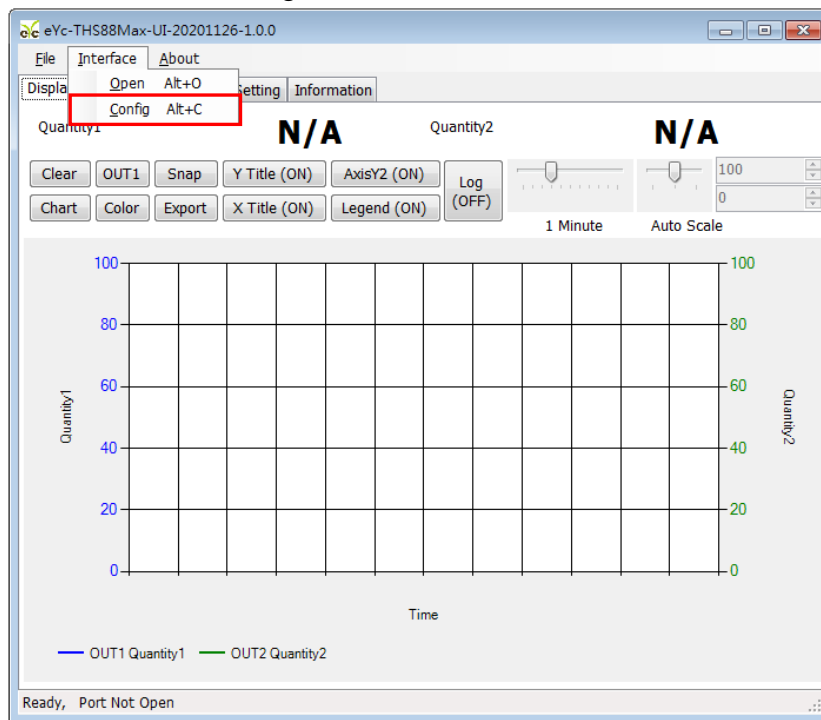 eYc-THS88Max-UI-20201126-1.0.0
File Interface About
Open Alt+O
Config Alt+C
Displa Setting Information
Quantity1 N/A Quantity2 N/A
Clear OUT1 Snap Y Title (ON) AxisY2 (ON) Log (OFF) 100
Chart Color Export X Title (ON) Legend (ON) 0
1 Minute Auto Scale
100 100
80 80
60 60
Quantity1 Quantity2
40 40
20 20
0 0
Time
OUT1 Quantity1 OUT2 Quantity2
Ready, Port Not Open